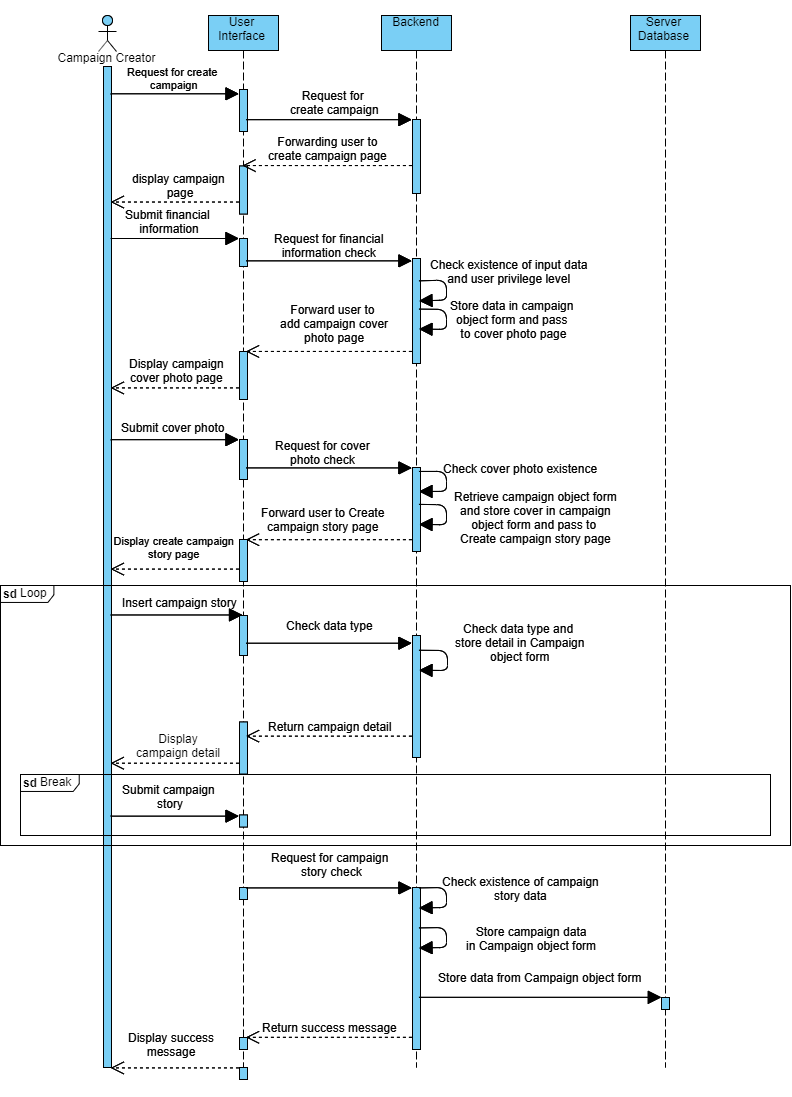 User
Interface
Backend
Server
Database
Campaign Creator
Request for create
campaign
Request for
create campaign
Forwarding user to
create campaign page
display campaign
page
Submit financial
information
Request for financial
information check
Check existence of input data
and user privilege level
Store data in campaign
object form and pass
to cover photo page
Forward user to
add campaign cover
photo page
Display campaign
cover photo page
Submit cover photo
Request for cover
photo check
Check cover photo existence
Retrieve campaign object form
and store cover in campaign
object form and pass to
Create campaign story page
Forward user to Create
campaign story page
Display create campaign
story page
sd Loop
Insert campaign story
Check data type
Check data type and
store detail in Campaign
object form
Return campaign detail
Display
campaign detail
sd Break
Submit campaign
story
Request for campaign
story check
Check existence of campaign
story data
Store campaign data
in Campaign object form
Store data from Campaign object form
Return success message
Display success
message